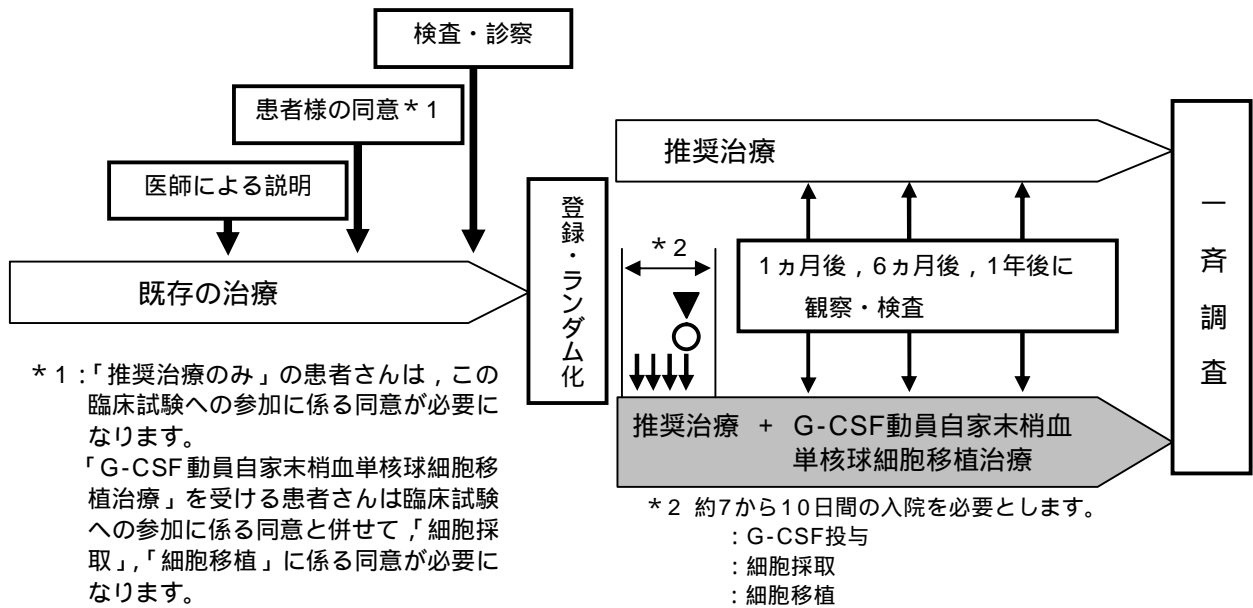 検査・診察
患者様の同意＊1
医師による説明
既存の治療
登録・ランダム化
推奨治療
＊2
1ヵ月後，6ヵ月後，1年後に
観察・検査
推奨治療 + G-CSF動員自家末梢血
単核球細胞移植治療
一斉調査
＊1：「推奨治療のみ」の患者さんは，この
臨床試験への参加に係る同意が必要に
なります。
「G-CSF動員自家末梢血単核球細胞移
植治療」を受ける患者さんは臨床試験
への参加に係る同意と併せて，「細胞採
取」，「細胞移植」に係る同意が必要に
なります。
＊2 約7から10日間の入院を必要とします。
：G-CSF投与
：細胞採取
：細胞移植